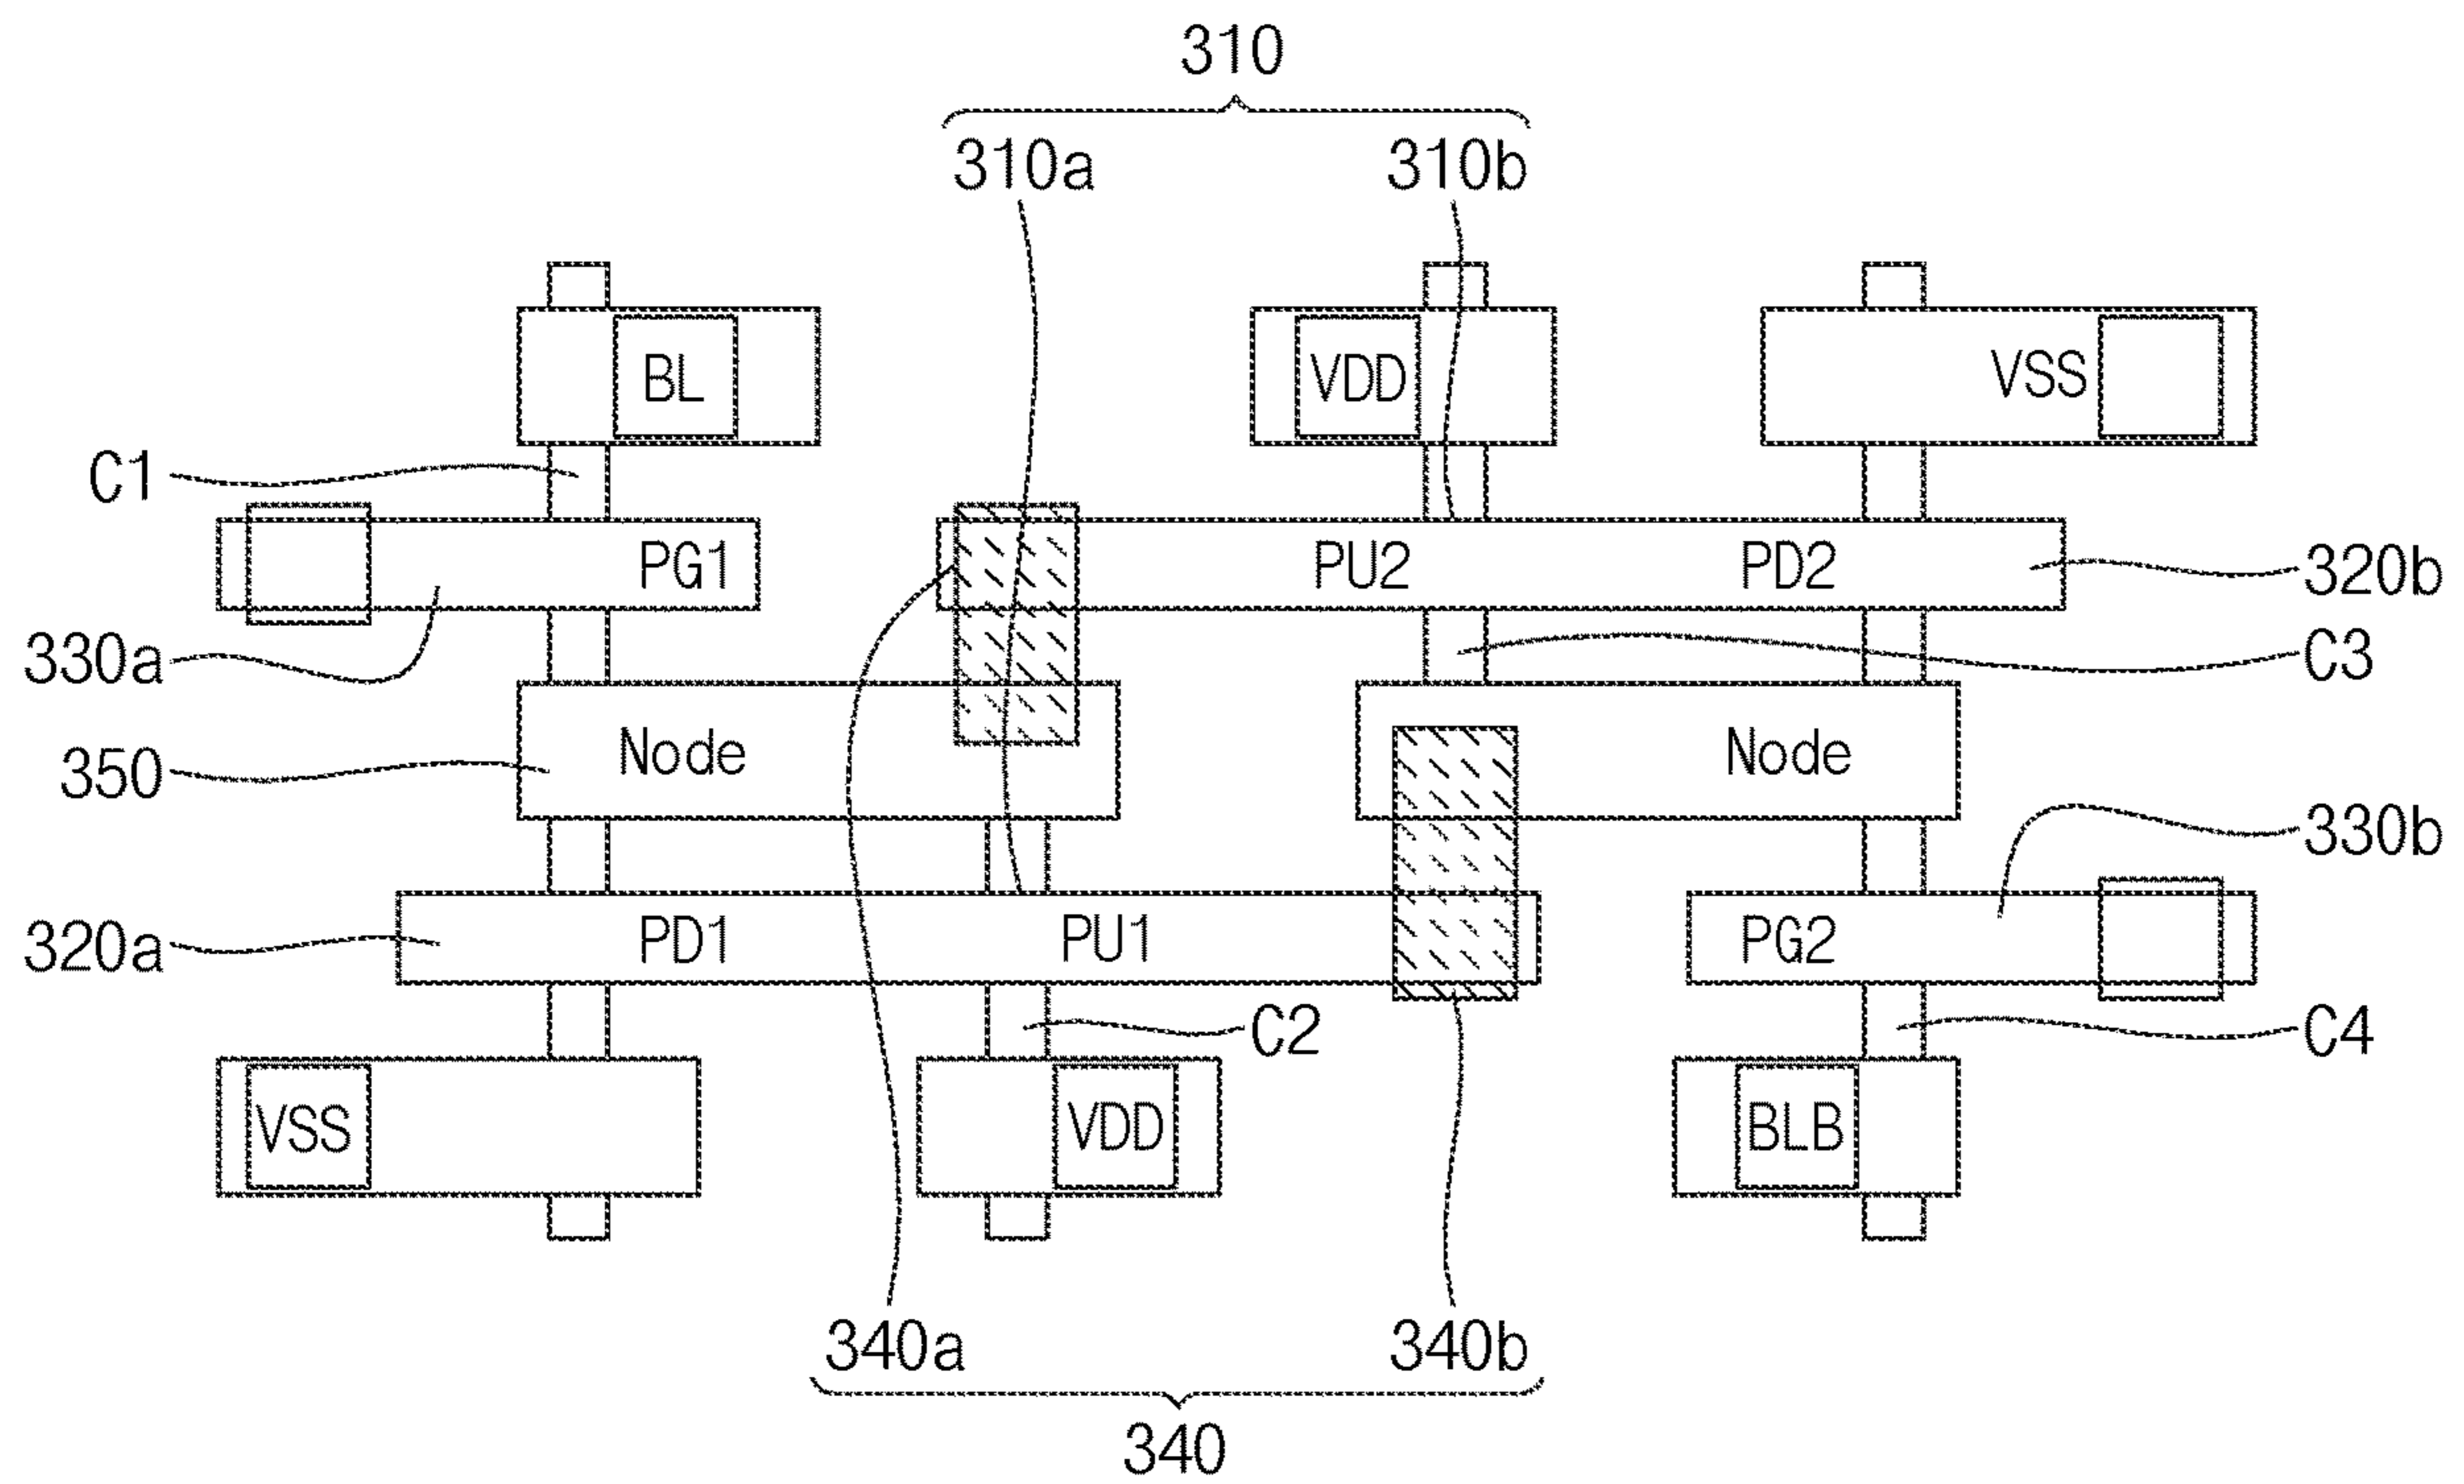 310
310a 310b
BL VDD VSS
C1
PG1 PU2 PD2 320b
330a C3
350 Node Node
330b
320a PD1 PU1 PG2
C2 C4
VSS VDD BLB
340a 340b
340